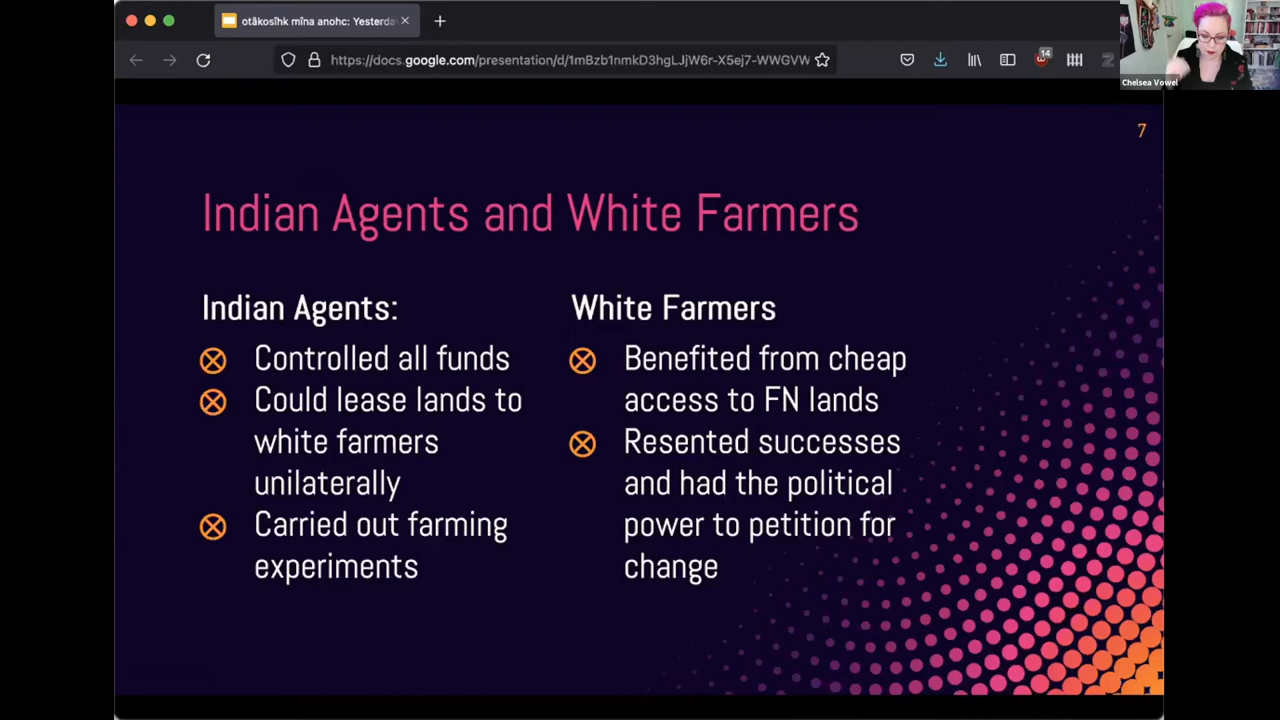 otâkosîhk mîna anohc: Yesterday
https://docs.google.com/presentation/d/1mBzb1nmkD3hgLJjW6r-X5ej7-WWGVW
14
Chelsea Vowel
7
Indian Agents and White Farmers
Indian Agents:
Controlled all funds
Could lease lands to
white farmers
unilaterally
Carried out farming
experiments
White Farmers
Benefited from cheap
access to FN lands
Resented successes
and had the political
power to petition for
change